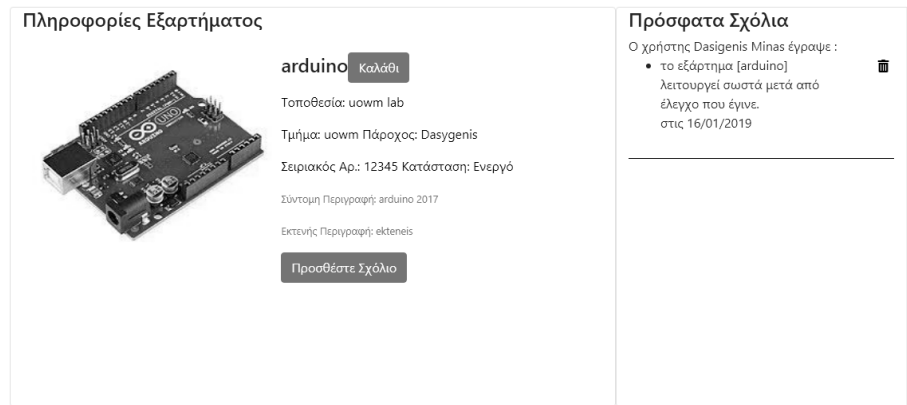 Πληροφορίες Εξαρτήματος
ARDUINO
UNO
arduino Καλάθι
Τοποθεσία: uowm lab
Τμήμα: uowm Πάροχος: Dasygenis
Σειριακός Αρ.: 12345 Κατάσταση: Ενεργό
Σύντομη Περιγραφή: arduino 2017
Εκτενής Περιγραφή: ekteneis
Προσθέστε Σχόλιο
Πρόσφατα Σχόλια
Ο χρήστης Dasigenis Minas έγραψε :
το εξάρτημα [arduino]
λειτουργεί σωστά μετά από
έλεγχο που έγινε.
στις 16/01/2019